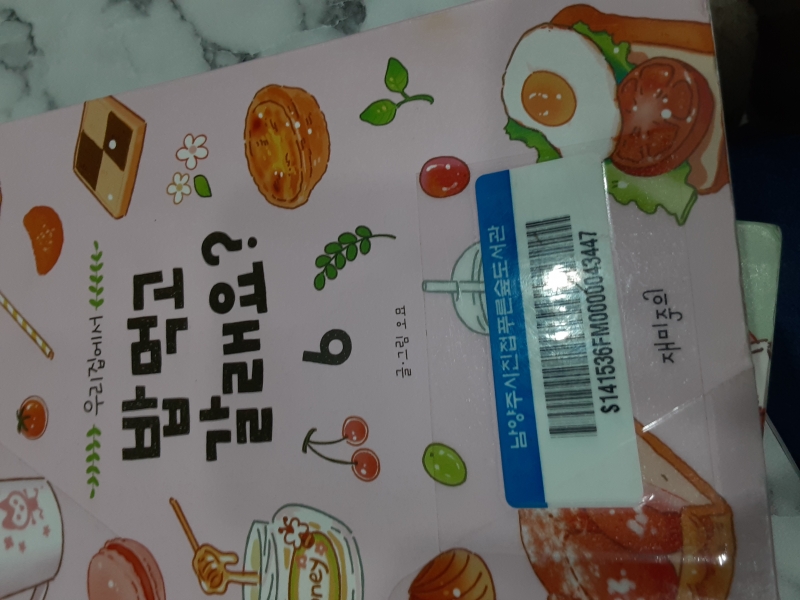 우리집에서
밥 먹고
갈래요?
6
글·그림 오묘
남양주시진접푸른숲도서관
$141536FM0000043447
재미주의
honey